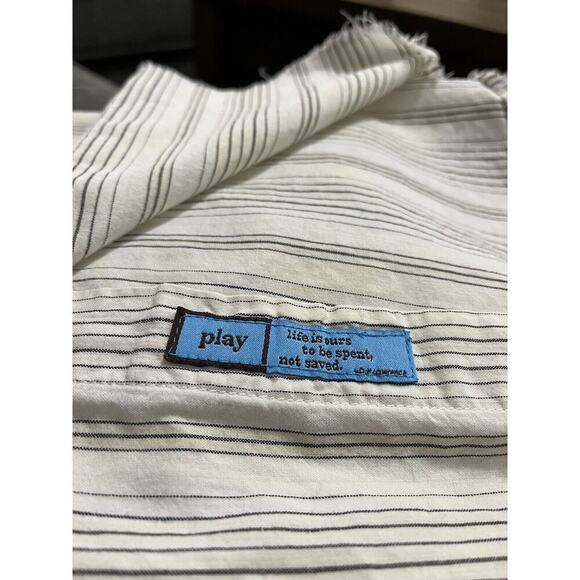 play
life is ours
to be spent,
not saved.